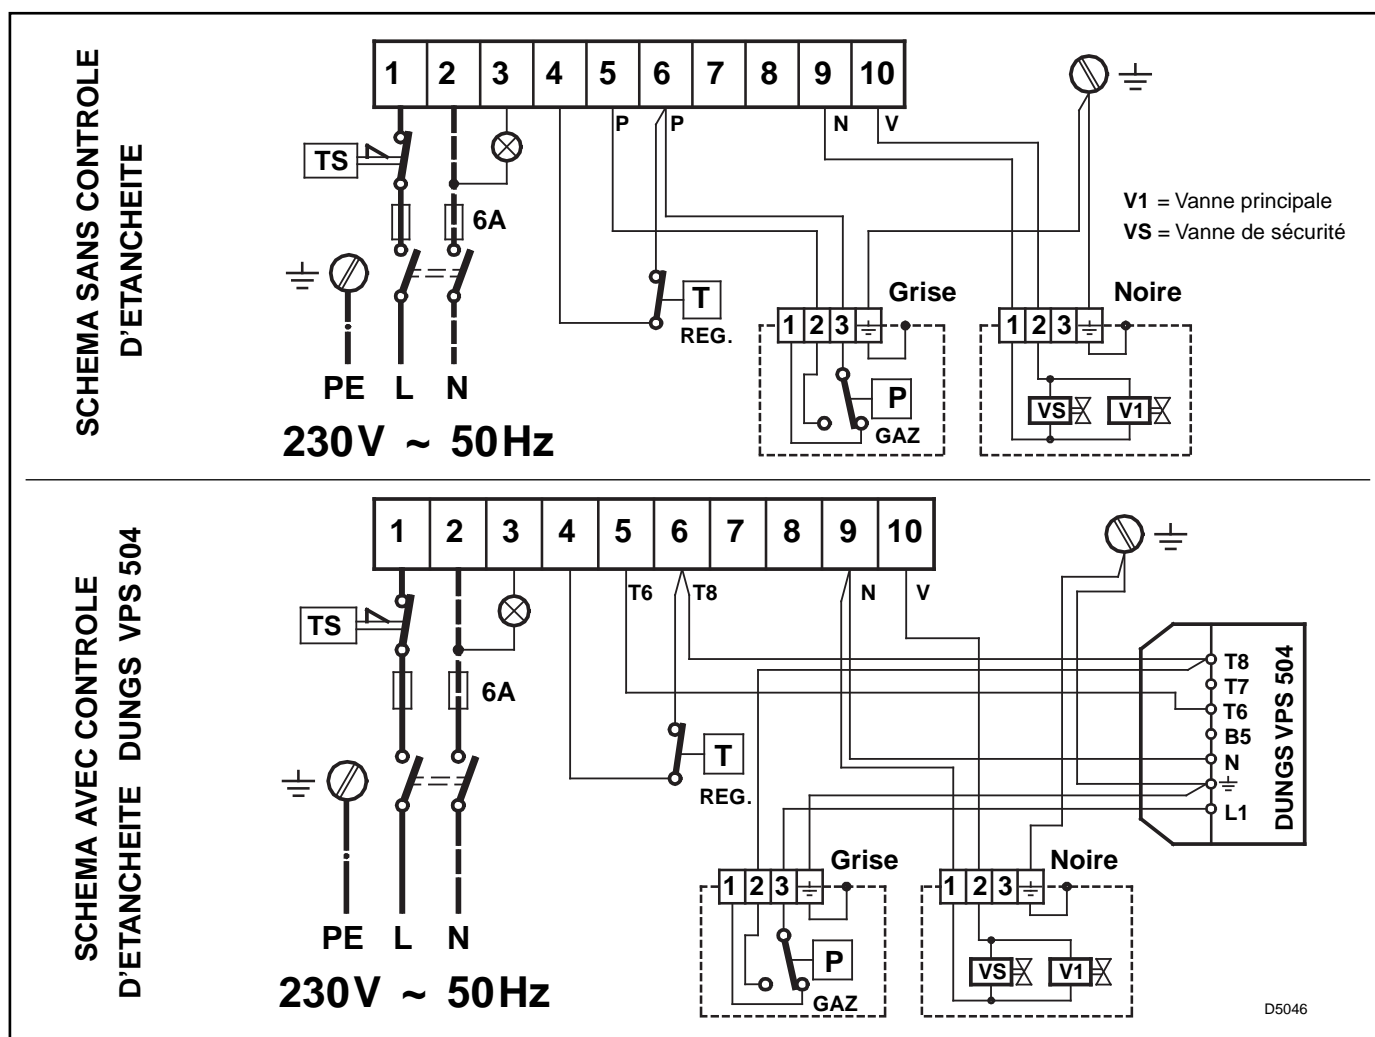 SCHEMA SANS CONTROLE
D'ETANCHEITE
1 2 3 4 5 6 7 8 9 10
P P N V
TS
6A
V1 = Vanne principale
VS = Vanne de sécurité
T
REG.
Grise
Noire
1 2 3
1 2 3
P
GAZ
VS V1
PE L N
230V ~ 50Hz
SCHEMA AVEC CONTROLE
D'ETANCHEITE DUNGS VPS 504
1 2 3 4 5 6 7 8 9 10
T6 T8 N V
TS
6A
T
REG.
T8
T7
T6
B5
N
L1
DUNGS VPS 504
Grise
Noire
1 2 3
1 2 3
P
GAZ
VS V1
PE L N
230V ~ 50Hz
D5046